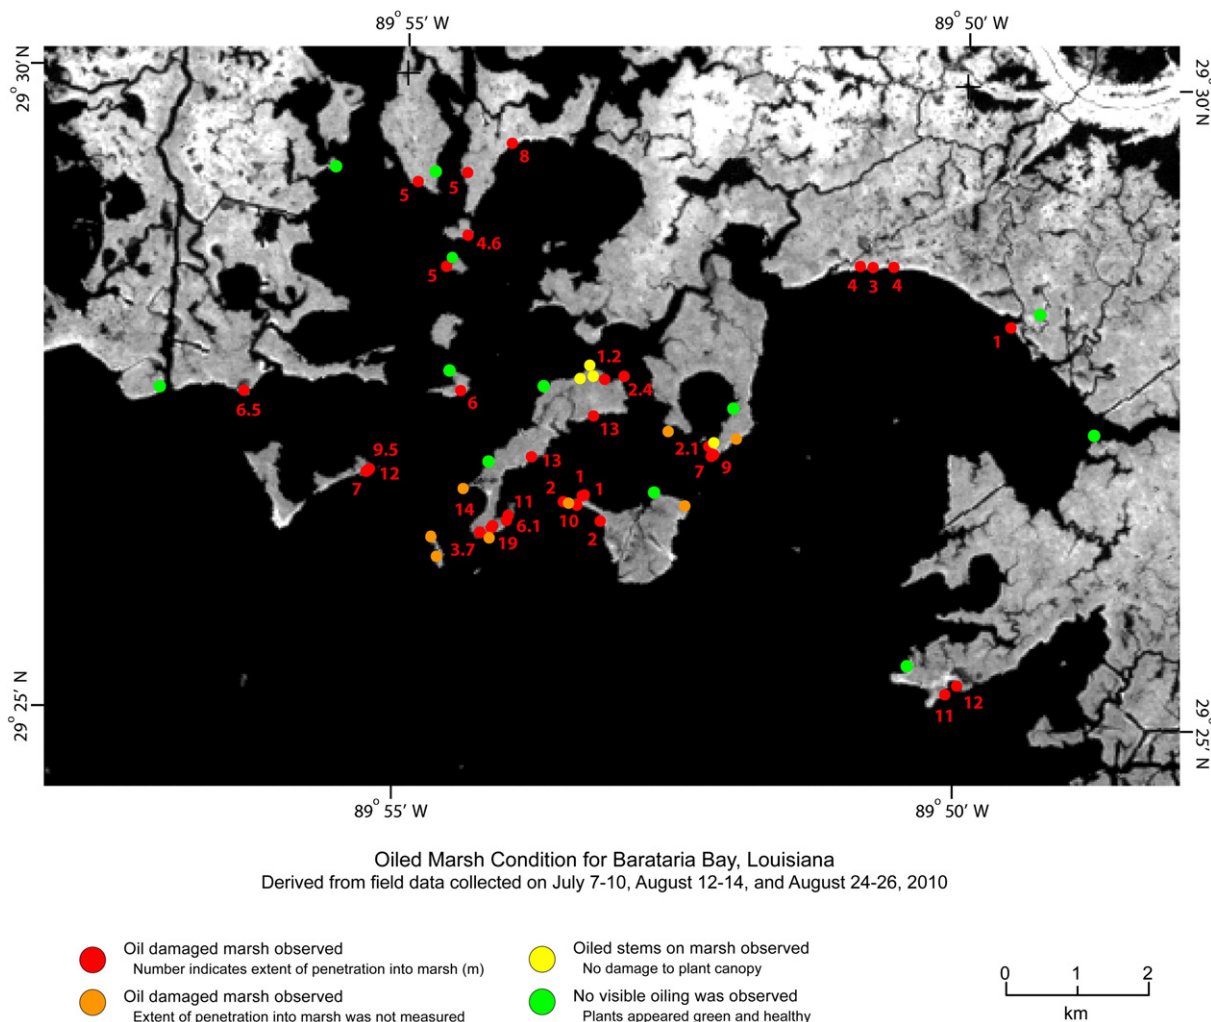 89° 55' W
89° 50' W
29° 30' N
29° 30' N
8
5
5
4.6
5
4
3
4
1
1.2
2.4
6.5
6
13
9.5
12
7
13
2.1
9
7
14
11
2
1
1
6.1
10
3.7
19
2
12
11
29° 25' N
29° 25' N
89° 55' W
89° 50' W
Oiled Marsh Condition for Barataria Bay, Louisiana
Derived from field data collected on July 7-10, August 12-14, and August 24-26, 2010
Oil damaged marsh observed
Number indicates extent of penetration into marsh (m)
Oil damaged marsh observed
Extent of penetration into marsh was not measured
Oiled stems on marsh observed
No damage to plant canopy
No visible oiling was observed
Plants appeared green and healthy
0 1 2
km